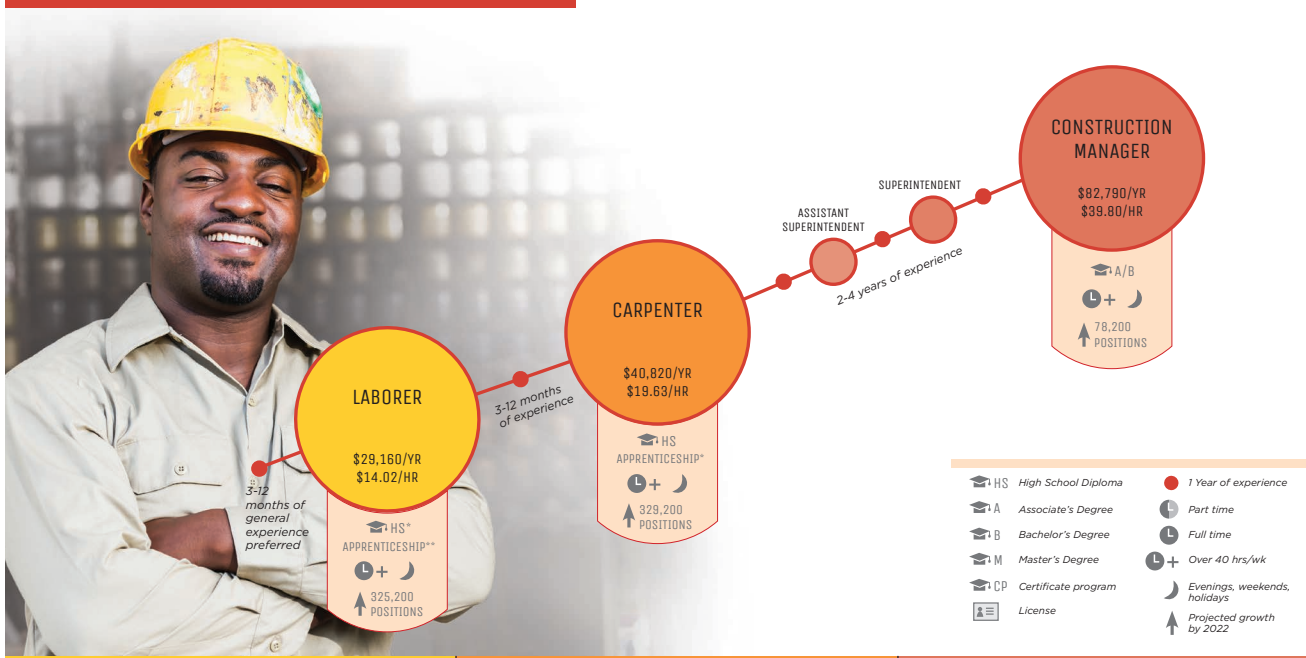 CONSTRUCTION
MANAGER
$82,790/YR
$39.80/HR
A/B
+
78,200
POSITIONS
SUPERINTENDENT
ASSISTANT
SUPERINTENDENT
2-4 years of experience
CARPENTER
$40,820/YR
$19.63/HR
HS
APPRENTICESHIP*
+
329,200
POSITIONS
3-12 months
of experience
LABORER
$29,160/YR
$14.02/HR
HS*
APPRENTICESHIP**
+
325,200
POSITIONS
3-12
months of
general
experience
preferred
HS High School Diploma
A Associate's Degree
B Bachelor's Degree
M Master's Degree
CP Certificate program
License
1 Year of experience
Part time
Full time
+ Over 40 hrs/wk
Evenings, weekends,
holidays
Projected growth
by 2022